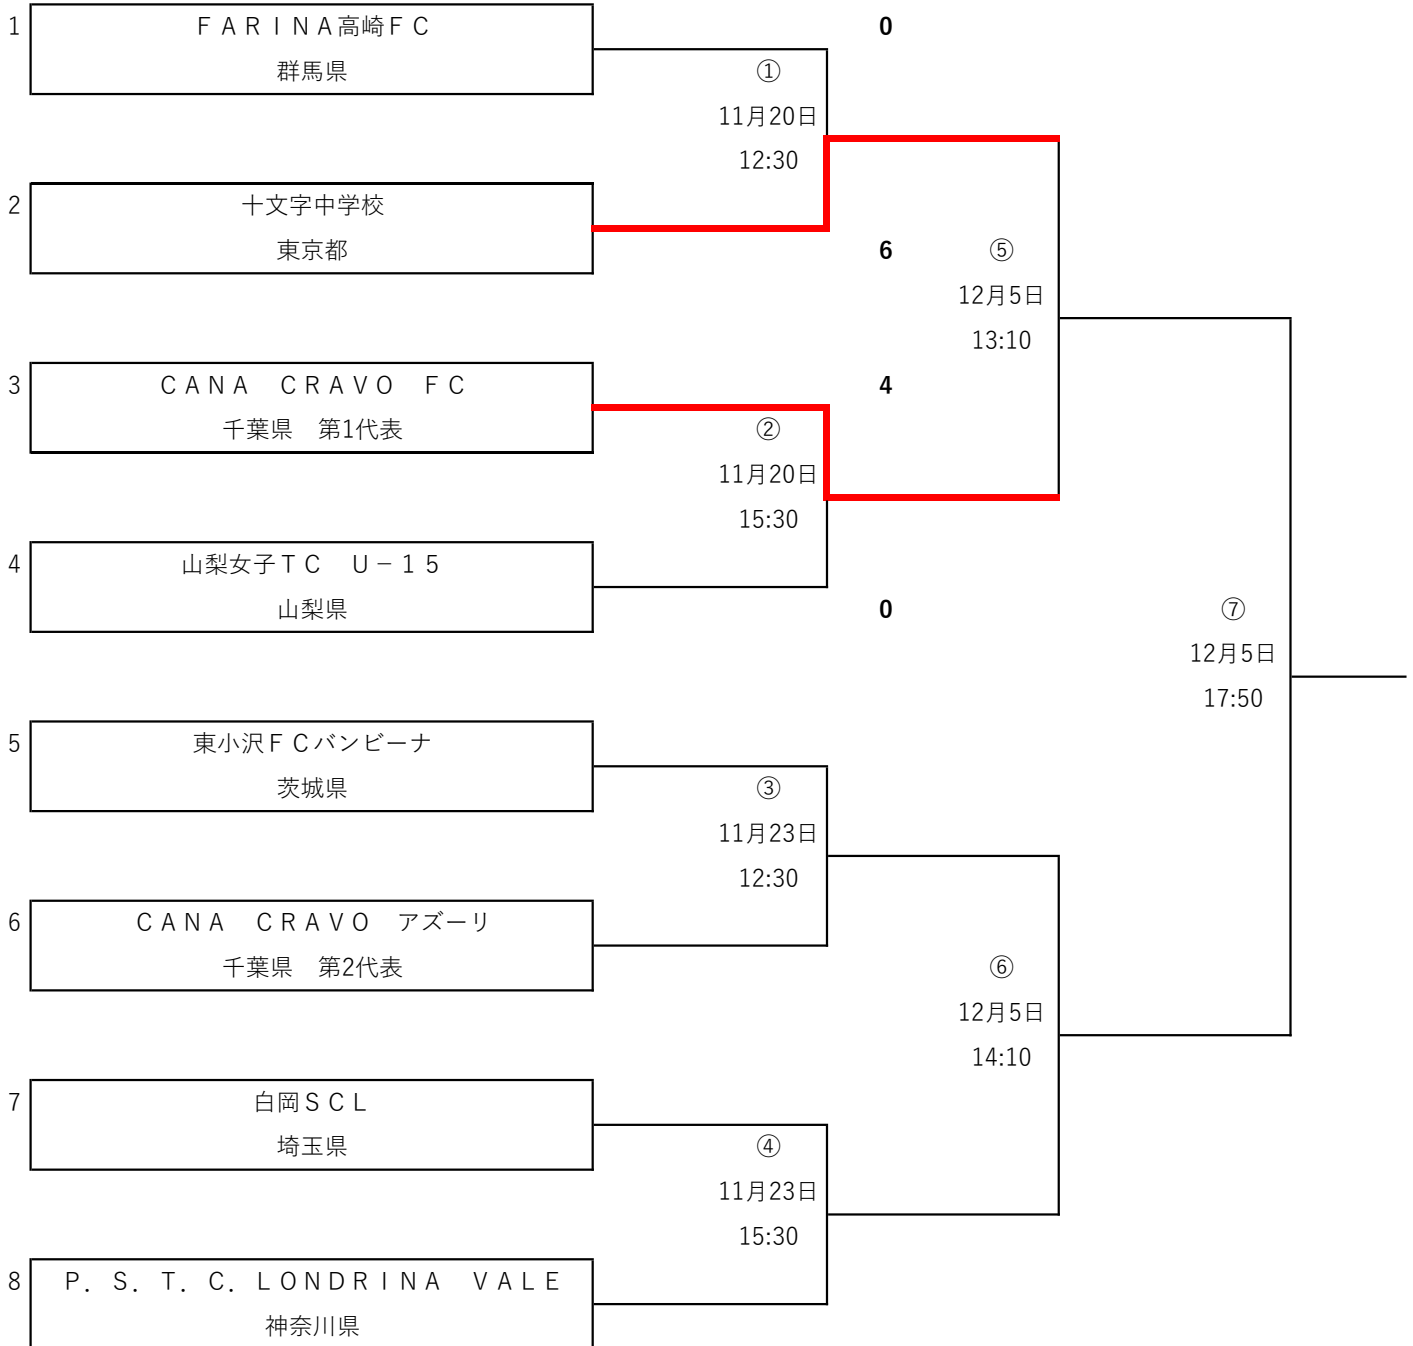 1
ＦＡＲＩＮＡ高崎ＦＣ
群馬県
0
①
11月20日
12:30
2
十文字中学校
東京都
6
⑤
12月5日
13:10
3
ＣＡＮＡ　ＣＲＡＶＯ　ＦＣ
千葉県　第1代表
4
②
11月20日
15:30
4
山梨女子ＴＣ　Ｕ－１５
山梨県
0
⑦
12月5日
17:50
5
東小沢ＦＣバンビーナ
茨城県
③
11月23日
12:30
6
ＣＡＮＡ　ＣＲＡＶＯ　アズーリ
千葉県　第2代表
⑥
12月5日
14:10
7
白岡ＳＣＬ
埼玉県
④
11月23日
15:30
8
Ｐ．Ｓ．Ｔ．Ｃ．ＬＯＮＤＲＩＮＡ　ＶＡＬＥ
神奈川県